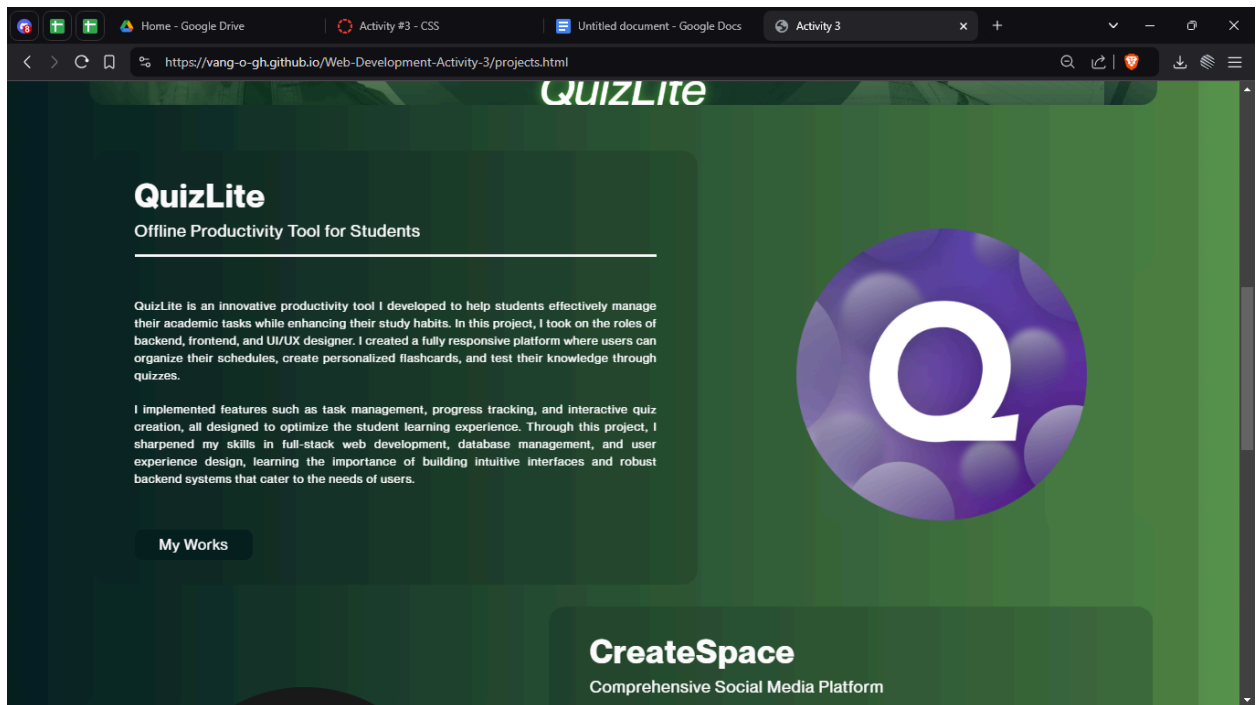 Home - Google Drive
Activity #3 - CSS
Untitled document - Google Docs
Activity 3
https://vang-o-gh.github.io/Web-Development-Activity-3/projects.html
QuizLite
QuizLite
Offline Productivity Tool for Students
QuizLite is an innovative productivity tool I developed to help students effectively manage
their academic tasks while enhancing their study habits. In this project, I took on the roles of
backend, frontend, and UI/UX designer. I created a fully responsive platform where users can
organize their schedules, create personalized flashcards, and test their knowledge through
quizzes.
I implemented features such as task management, progress tracking, and interactive quiz
creation, all designed to optimize the student learning experience. Through this project, I
sharpened my skills in full-stack web development, database management, and user
experience design, learning the importance of building intuitive interfaces and robust
backend systems that cater to the needs of users.
Q
My Works
CreateSpace
Comprehensive Social Media Platform